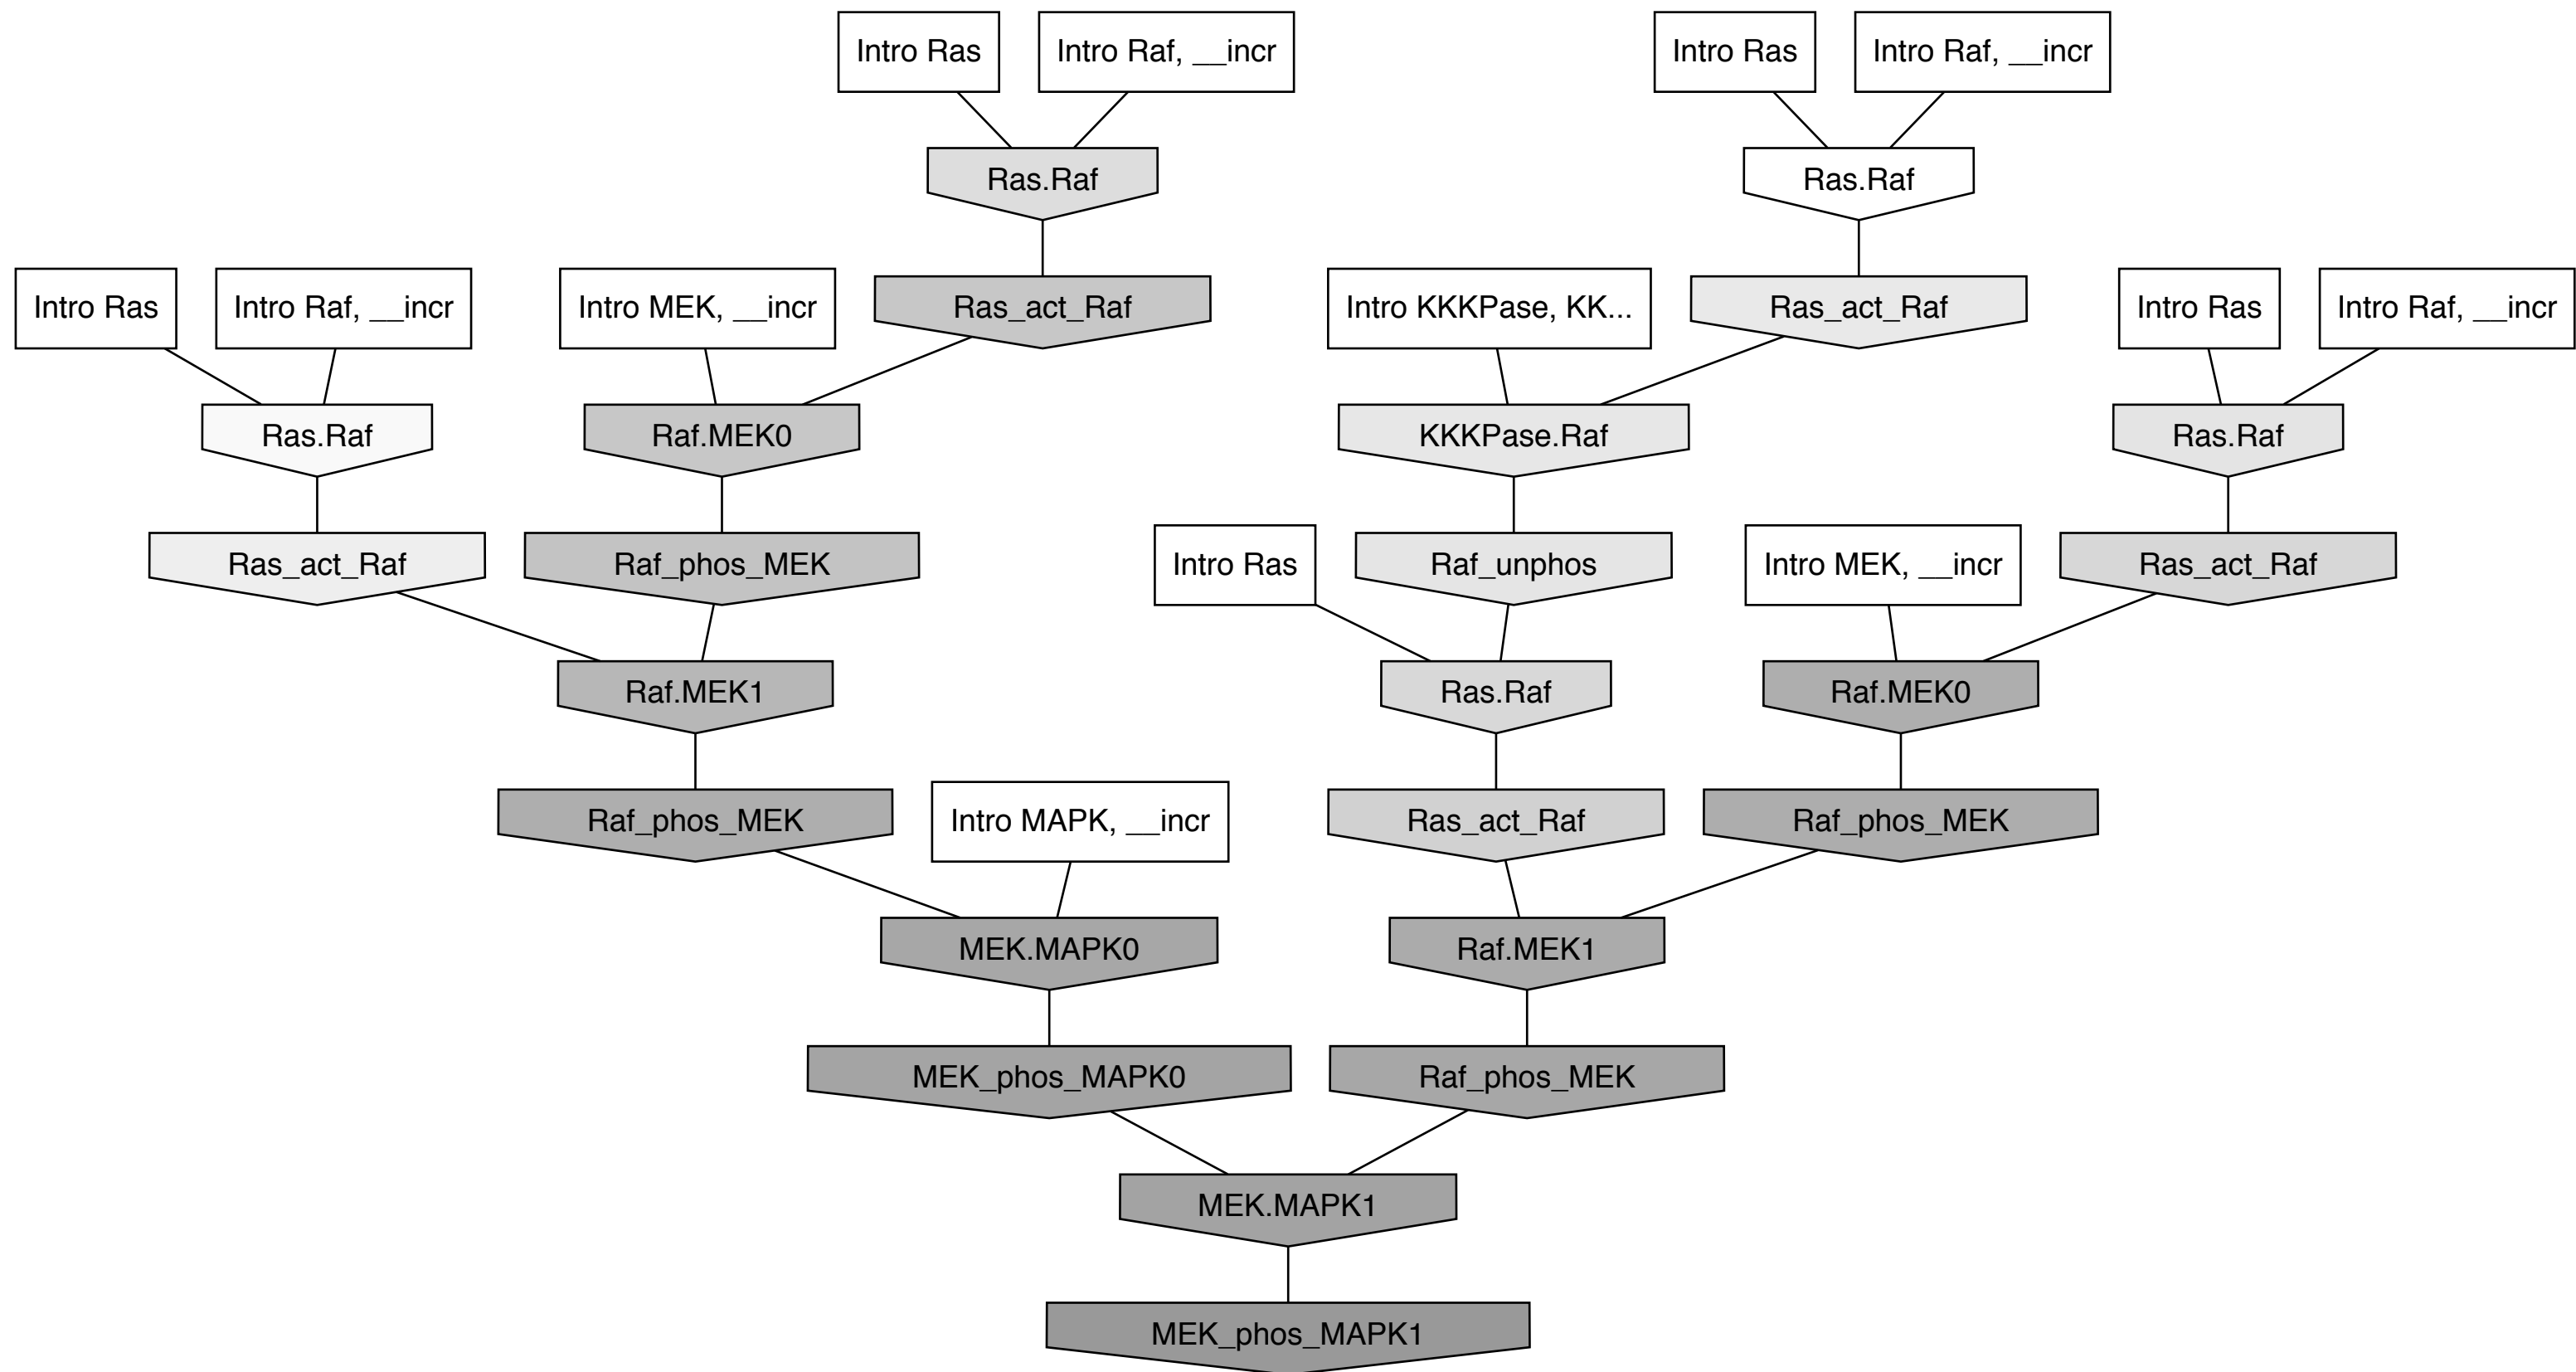 Intro Ras
Intro Raf, __incr
Intro Ras
Intro Raf, __incr
Ras.Raf
Ras.Raf
Intro Ras
Intro Raf, __incr
Intro MEK, __incr
Ras_act_Raf
Intro KKKPase, KK...
Ras_act_Raf
Intro Ras
Intro Raf, __incr
Ras.Raf
Raf.MEK0
KKKPase.Raf
Ras.Raf
Ras_act_Raf
Raf_phos_MEK
Intro Ras
Raf_unphos
Intro MEK, __incr
Ras_act_Raf
Raf.MEK1
Ras.Raf
Raf.MEK0
Raf_phos_MEK
Intro MAPK, __incr
Ras_act_Raf
Raf_phos_MEK
MEK.MAPK0
Raf.MEK1
MEK_phos_MAPK0
Raf_phos_MEK
MEK.MAPK1
MEK_phos_MAPK1